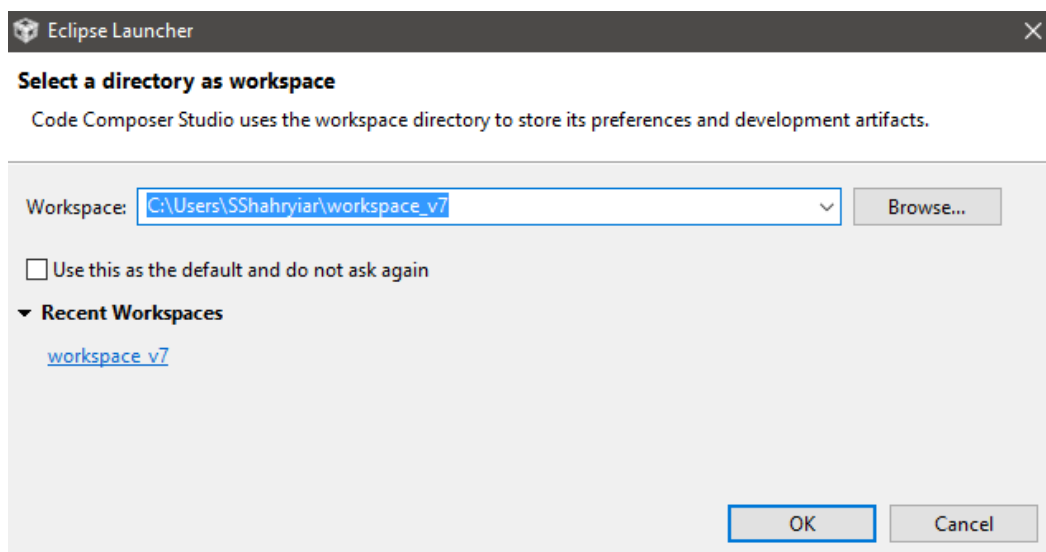 Eclipse Launcher
Select a directory as workspace
Code Composer Studio uses the workspace directory to store its preferences and development artifacts.
Workspace: C:\Users\SShahryiar\workspace_v7 Browse...
Use this as the default and do not ask again
Recent Workspaces
workspace_v7
OK Cancel